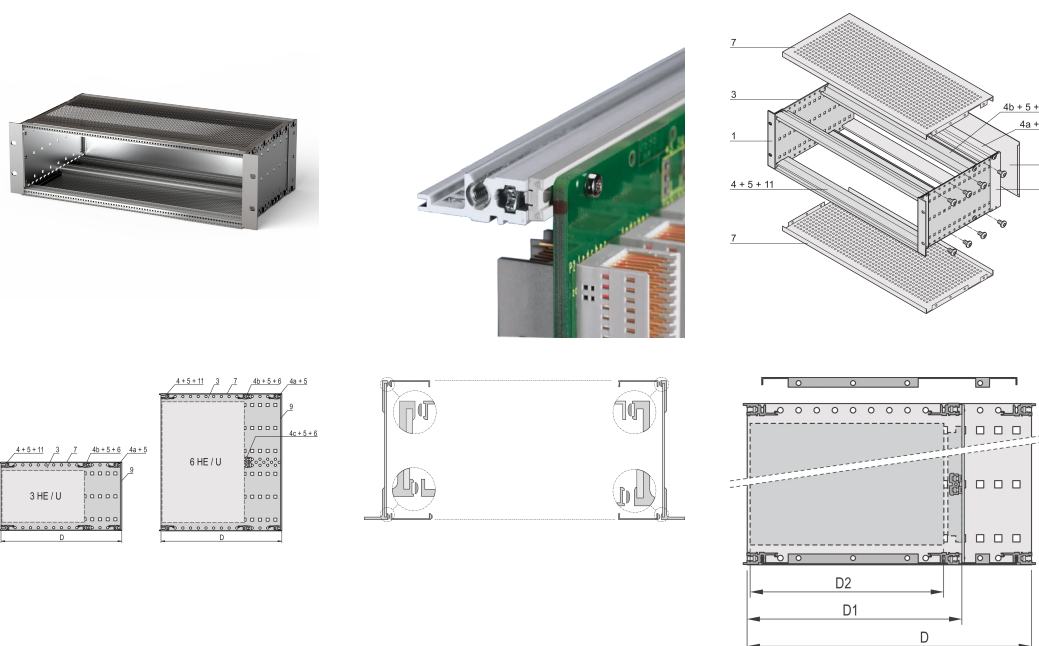 7
3
1
4 + 5 + 11
7
4b + 5 +
4a +
4 + 5 + 11
3
7
4b + 5 + 6
4a + 5
9
3 HE / U
D
4 + 5 + 11
3
7
4b + 5 + 6
4a + 5
9
4c + 5 + 6
6 HE / U
D
D2
D1
D